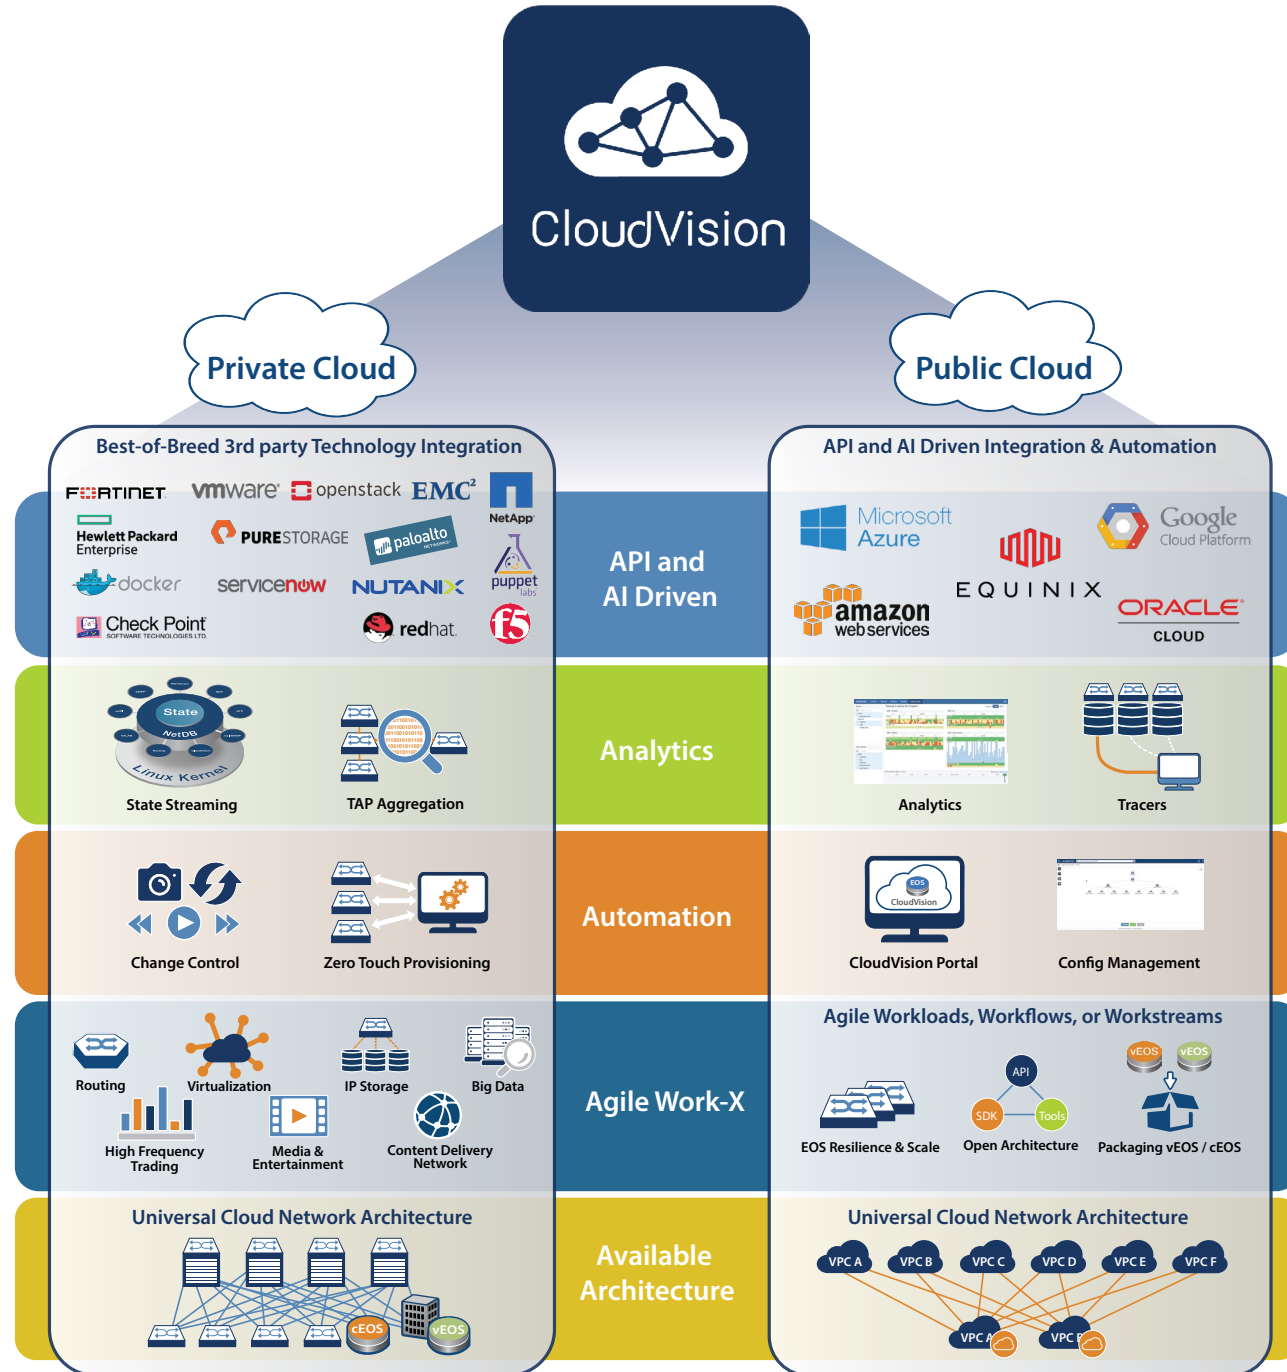 CloudVision
Private Cloud
Public Cloud
Best-of-Breed 3rd party Technology Integration
FORTINET
vmware
openstack
EMC²
NetApp
Hewlett Packard
Enterprise
PURESTORAGE
paloalto
NETWORKS
docker
servicenow
NUTANIX
puppet
labs
Check Point
SOFTWARE TECHNOLOGIES LTD.
redhat.
f5
API and
AI Driven
API and AI Driven Integration & Automation
Microsoft
Azure
EQUINIX
Google
Cloud Platform
amazon
webservices
ORACLE
CLOUD
State
NetDB
Linux Kernel
State Streaming
TAP Aggregation
Analytics
Analytics
Tracers
Change Control
Zero Touch Provisioning
Automation
EOS
CloudVision
CloudVision Portal
Config Management
Routing
Virtualization
IP Storage
Big Data
High Frequency
Trading
Media &
Entertainment
Content Delivery
Network
Agile Work-X
Agile Workloads, Workflows, or Workstreams
EOS Resilience & Scale
API
SDK
Tools
Open Architecture
vEOS
vEOS
Packaging vEOS / cEOS
Universal Cloud Network Architecture
cEOS
vEOS
Available
Architecture
Universal Cloud Network Architecture
VPC A
VPC B
VPC C
VPC D
VPC E
VPC F
VPC A
VPC